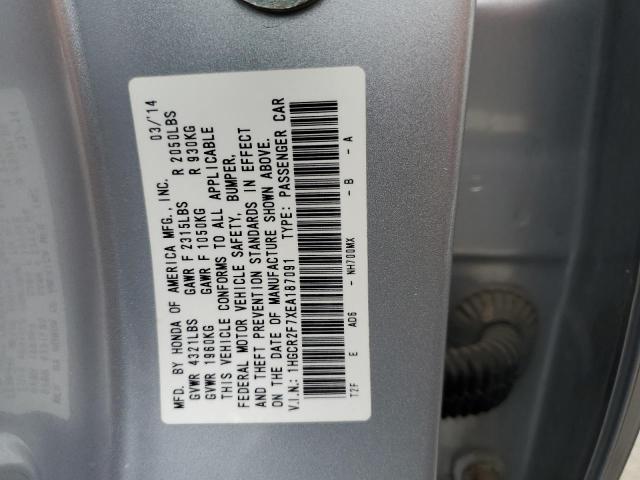 MFD. BY HONDA OF AMERICA MFG., INC. 03/'14
GVWR 4321LBS GAWR F 2315LBS R 2050LBS
GVWR 1960KG GAWR F 1050KG R 930KG
THIS VEHICLE CONFORMS TO ALL APPLICABLE
FEDERAL MOTOR VEHICLE SAFETY, BUMPER,
AND THEFT PREVENTION STANDARDS IN EFFECT
ON THE DATE OF MANUFACTURE SHOWN ABOVE.
V.I.N.: 1HGCR2F7XEA187091 TYPE: PASSENGER CAR
T2F E AD6 - NH700MX - B - A